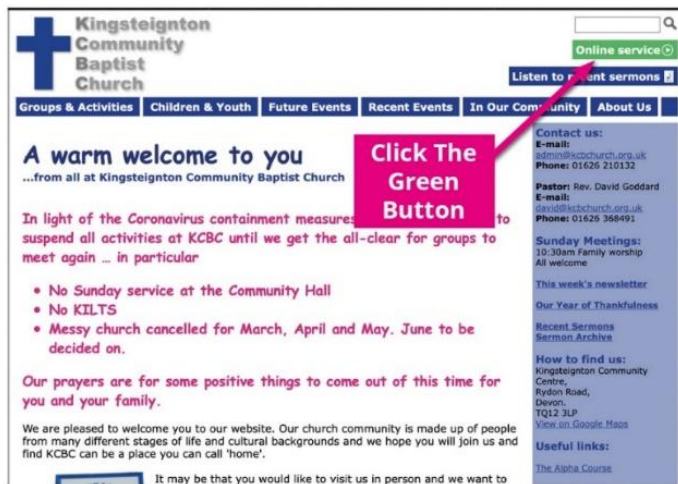 Kingsteignton
Community
Baptist
Church
Online service
Listen to recent sermons
Groups & Activities Children & Youth Future Events Recent Events In Our Community About Us
Click The
Green
Button
A warm welcome to you
...from all at Kingsteignton Community Baptist Church
In light of the Coronavirus containment measures to
suspend all activities at KCBC until we get the all-clear for groups to
meet again … in particular
• No Sunday service at the Community Hall
• No KILTS
• Messy church cancelled for March, April and May. June to be
decided on.
Our prayers are for some positive things to come out of this time for
you and your family.
We are pleased to welcome you to our website. Our church community is made up of people
from many different stages of life and cultural backgrounds and we hope you will join us and
find KCBC can be a place you can call 'home'.
It may be that you would like to visit us in person and we want to
Contact us:
E-mail:
admin@kcbchurch.org.uk
Phone: 01626 210132
Pastor: Rev. David Goddard
E-mail:
david@kcbchurch.org.uk
Phone: 01626 368491
Sunday Meetings:
10:30am Family worship
All welcome
This week's newsletter
Our Year of Thankfulness
Recent Sermons
Sermon Archive
How to find us:
Kingsteignton Community
Centre,
Rydon Road,
Devon.
TQ12 3LP
View on Google Maps
Useful links:
The Alpha Course